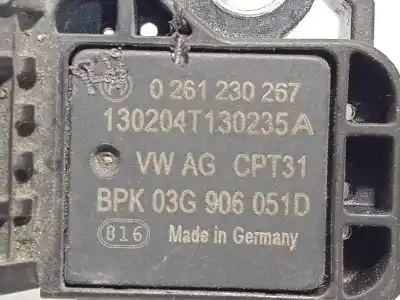 0 261 230 267
130204T130235A
VW AG CPT31
BPK 03G 906 051D
816 Made in Germany